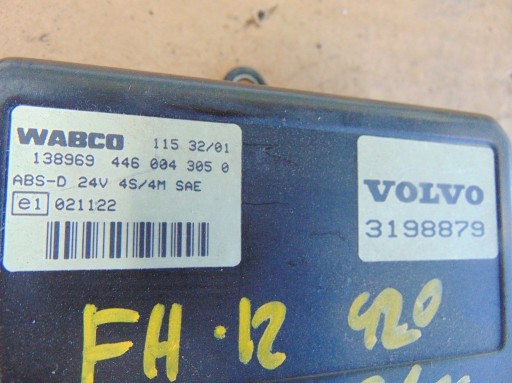 WABCO 115 32/01
138969 446 004 305 0
ABS-D 24V 4S/4M SAE
e1 021122
VOLVO
3198879
FH-12 420